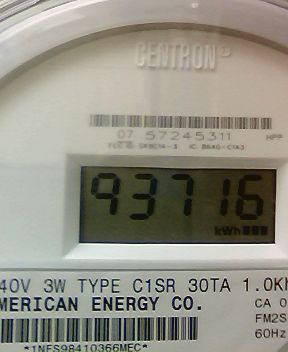 CENTRON®
07 57245311
93716
kWh
40V 3W TYPE C1SR 30TA 1.0K
MERICAN ENERGY CO.
CA 0
FM2S
60Hz
*1NFS98410366MEC*